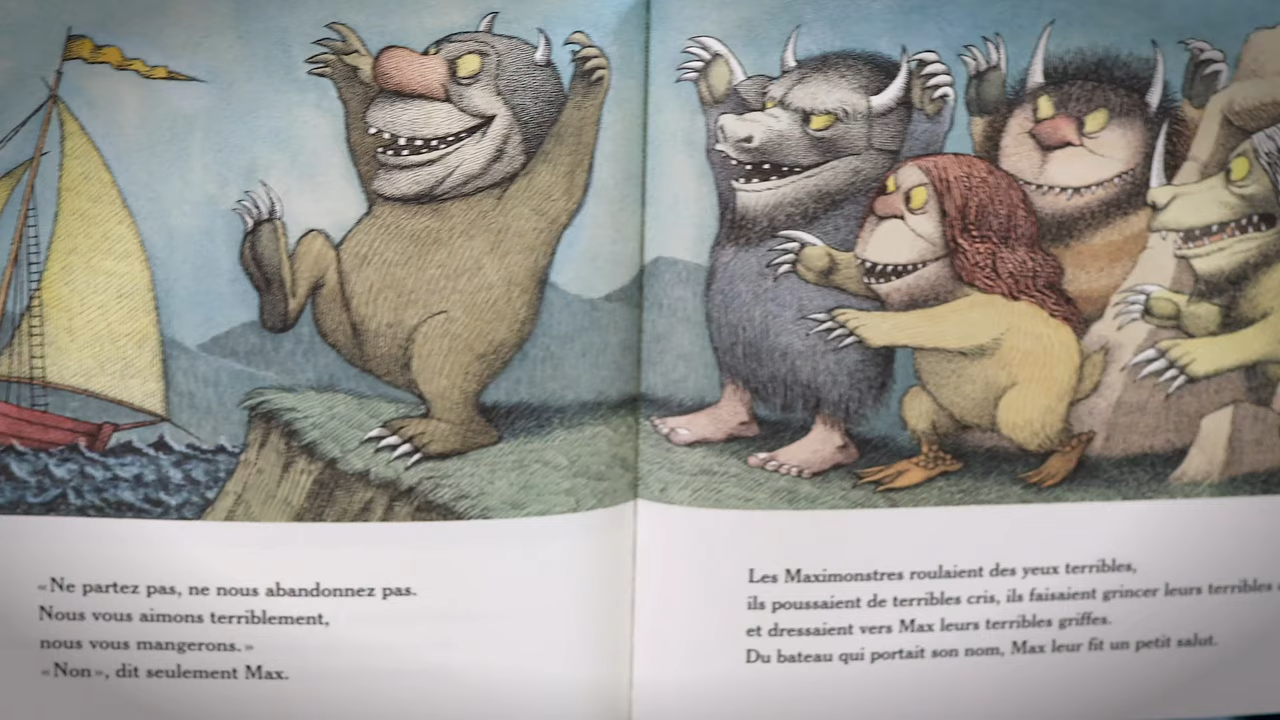 «Ne partez pas, ne nous abandonnez pas.
Nous vous aimons terriblement,
nous vous mangerons.»
«Non», dit seulement Max.
Les Maximonstres roulaient des yeux terribles,
ils poussaient de terribles cris, ils faisaient grincer leurs terribles
et dressaient vers Max leurs terribles griffes.
Du bateau qui portait son nom, Max leur fit un petit salut.